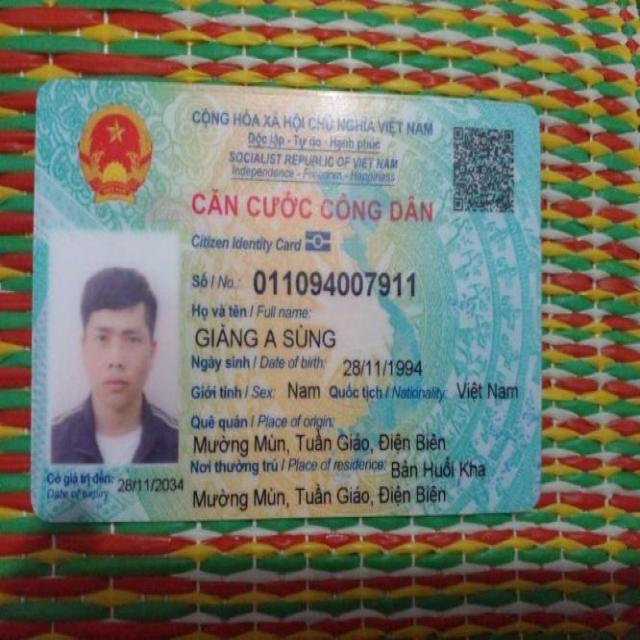 CỘNG HÒA XÃ HỘI CHỦ NGHĨA VIỆT NAM
Độc lập - Tự do - Hạnh phúc
SOCIALIST REPUBLIC OF VIET NAM
Independence - Freedom - Happiness
CĂN CƯỚC CÔNG DÂN
Citizen Identity Card
Số / No.: 011094007911
Họ và tên / Full name:
GIÀNG A SÙNG
Ngày sinh / Date of birth: 28/11/1994
Giới tính / Sex: Nam Quốc tịch / Nationality: Việt Nam
Quê quán / Place of origin:
Mường Mùn, Tuần Giáo, Điện Biên
Nơi thường trú / Place of residence: Bản Huổi Kha
Mường Mùn, Tuần Giáo, Điện Biên
Có giá trị đến: 28/11/2034
Date of expiry